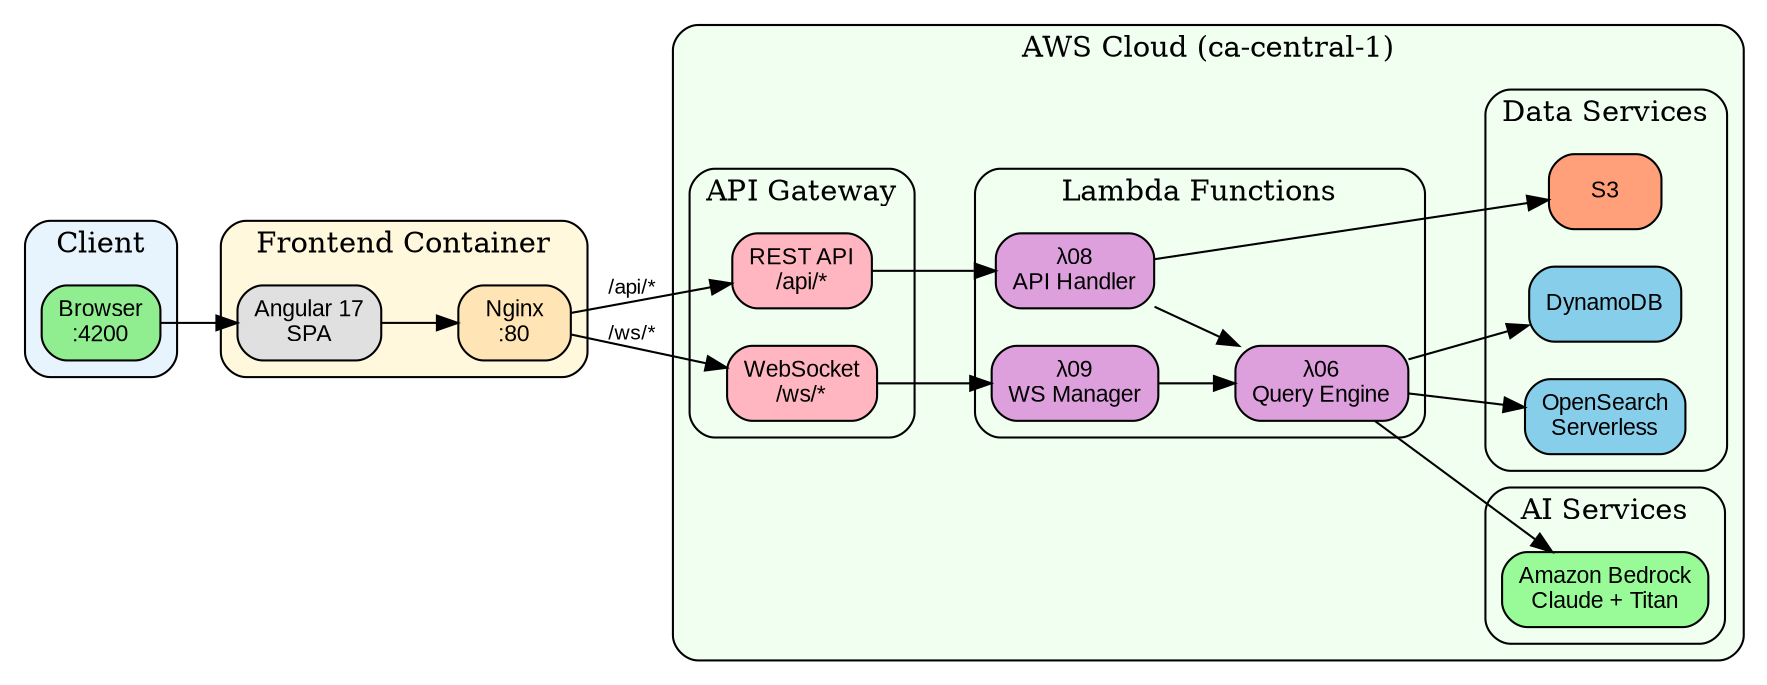 AWS Cloud (ca-central-1)
Client
Browser
:4200
Frontend Container
Angular 17
SPA
Nginx
:80
/api/*
/ws/*
API Gateway
REST API
/api/*
WebSocket
/ws/*
Lambda Functions
λ08
API Handler
λ09
WS Manager
λ06
Query Engine
Data Services
S3
DynamoDB
OpenSearch
Serverless
AI Services
Amazon Bedrock
Claude + Titan